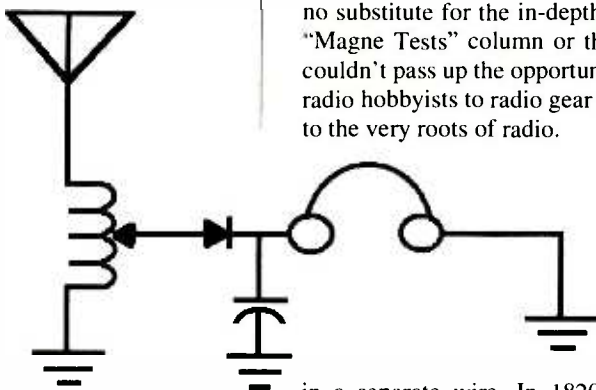 no substitute for the in-depth
"Magne Tests" column or th
couldn't pass up the opportun
radio hobbyists to radio gear
to the very roots of radio.
in a separate wire. In 1820